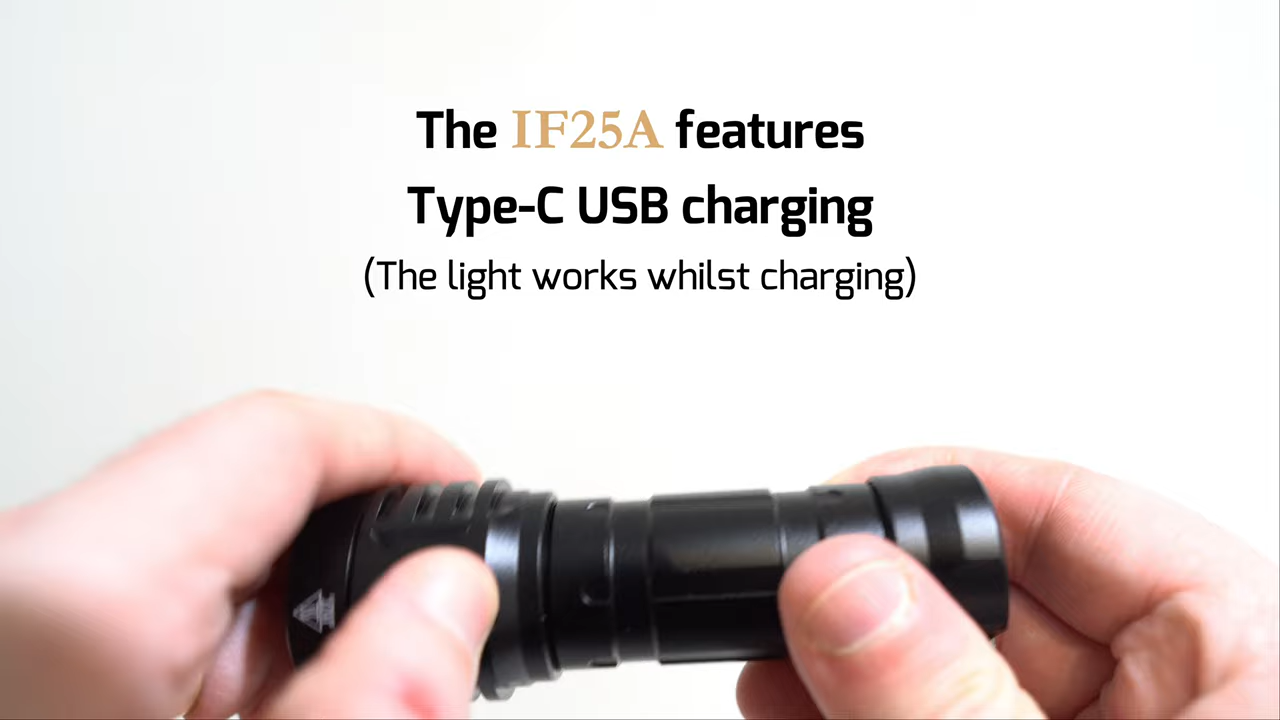 The IF25A features
Type-C USB charging
(The light works whilst charging)